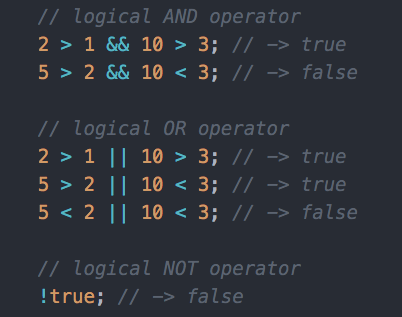 // logical AND operator
2 > 1 && 10 > 3; // -> true
5 > 2 && 10 < 3; // -> false
// logical OR operator
2 > 1 || 10 > 3; // -> true
5 > 2 || 10 < 3; // -> true
5 < 2 || 10 < 3; // -> false
// logical NOT operator
!true; // -> false